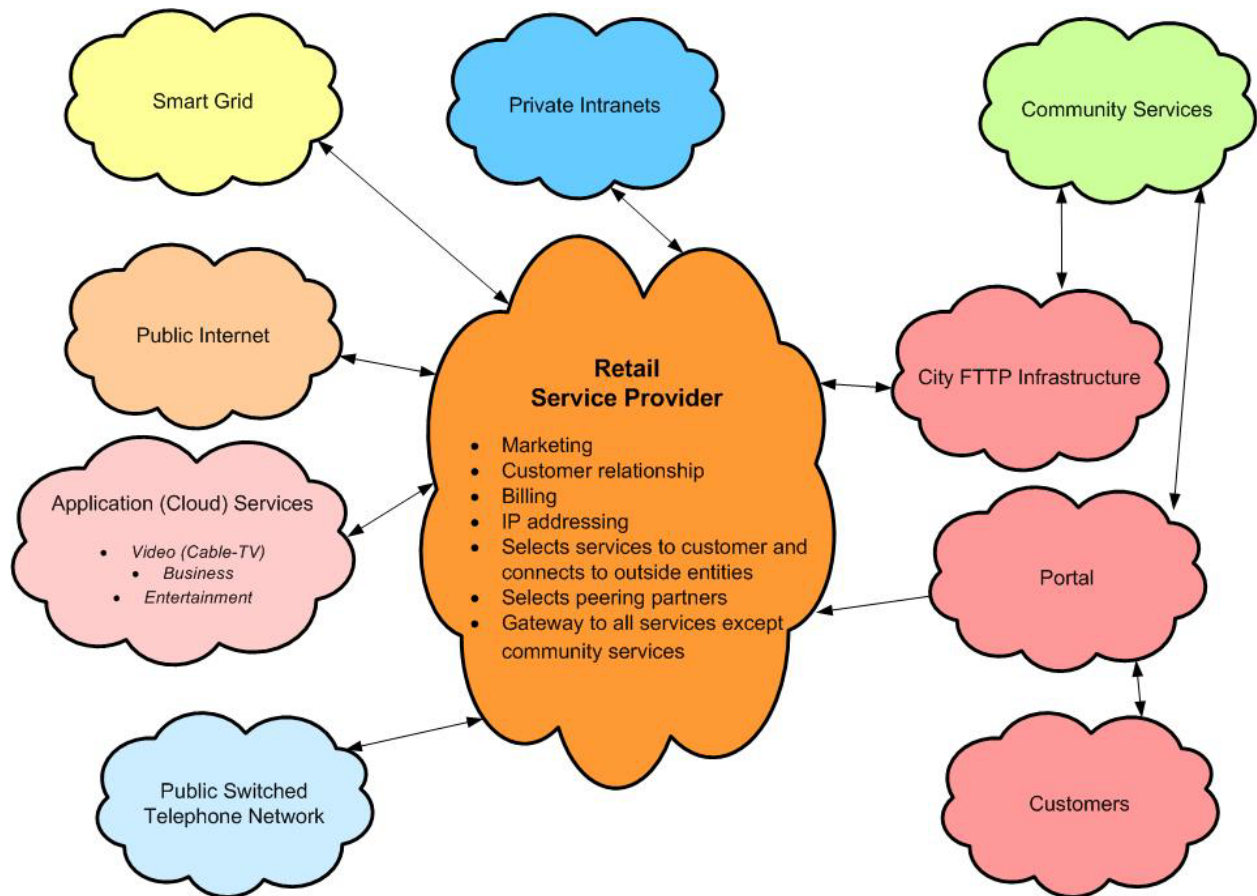 Smart Grid
Private Intranets
Community Services
Public Internet
Retail
Service Provider
City FTTP Infrastructure
• Marketing
• Customer relationship
• Billing
• IP addressing
• Selects services to customer and
connects to outside entities
• Selects peering partners
• Gateway to all services except
community services
Application (Cloud) Services
• Video (Cable-TV)
• Business
• Entertainment
Portal
Public Switched
Telephone Network
Customers